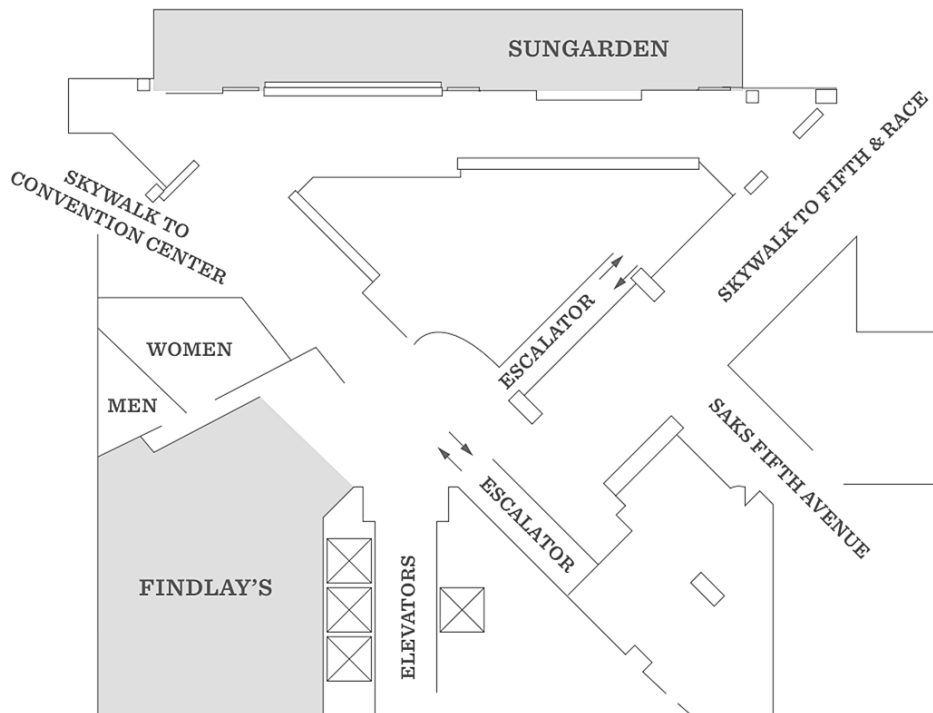 SUNGARDEN
SKYWALK TO
CONVENTION CENTER
SKYWALK TO FIFTH & RACE
WOMEN
ESCALATOR
MEN
SAKS FIFTH AVENUE
ESCALATOR
FINDLAY'S
ELEVATORS